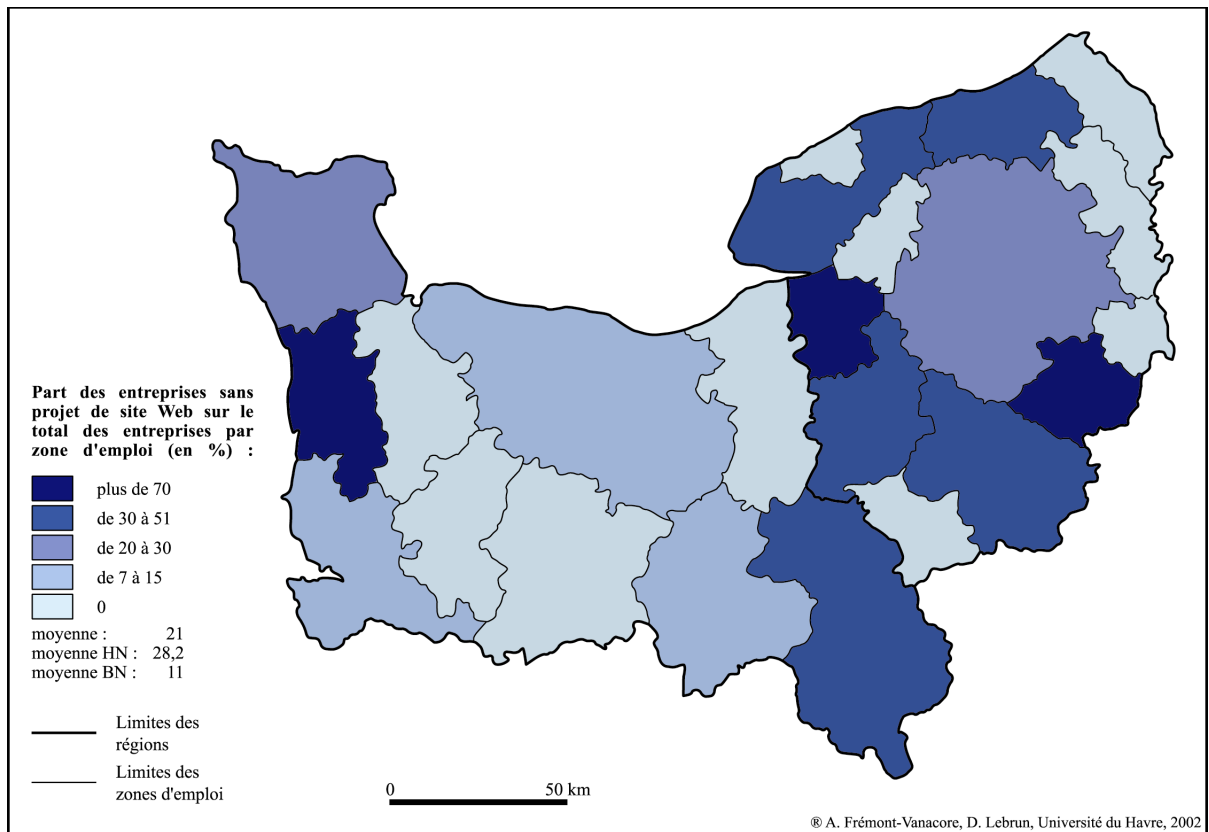 Part des entreprises sans
projet de site Web sur le
total des entreprises par
zone d'emploi (en %) :
plus de 70
de 30 à 51
de 20 à 30
de 7 à 15
0
moyenne : 21
moyenne HN : 28,2
moyenne BN : 11
Limites des
régions
Limites des
zones d'emploi
0 50 km
® A. Frémont-Vanacore, D. Lebrun, Université du Havre, 2002